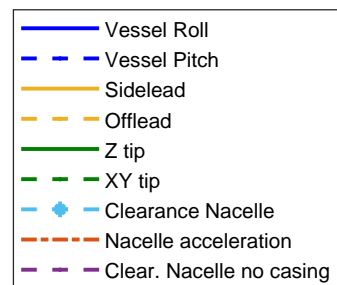 Vessel Roll
Vessel Pitch
Sidelead
Offlead
Z tip
XY tip
Clearance Nacelle
Nacelle acceleration
Clear. Nacelle no casing